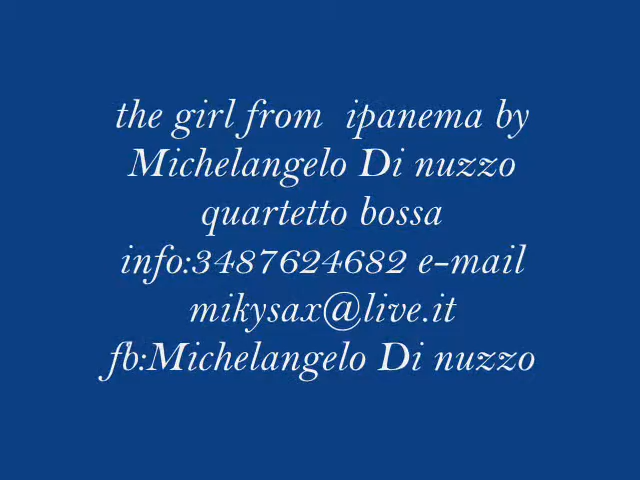 the girl from ipanema by
Michelangelo Di nuzzo
quartetto bossa
info:3487624682 e-mail
mikysax@live.it
fb:Michelangelo Di nuzzo